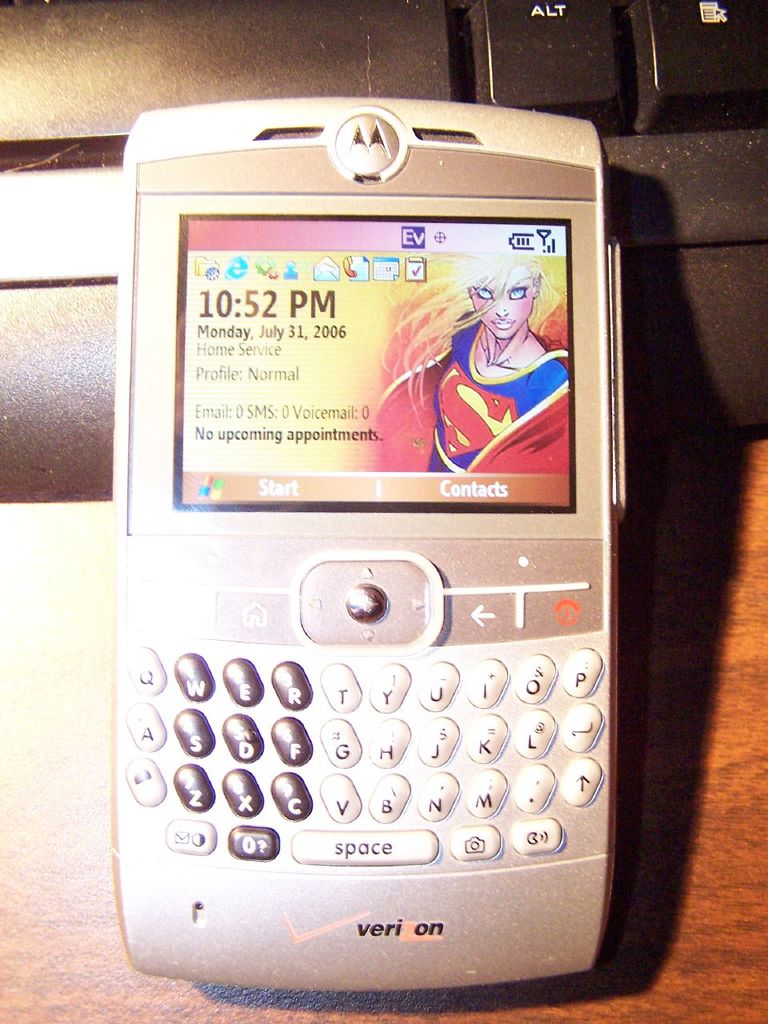 ALT
Ev
10:52 PM
Monday, July 31, 2006
Home Service
Profile: Normal
Email: 0 SMS: 0 Voicemail: 0
No upcoming appointments.
Start Contacts
Q W E R T Y U I O P
A S D F G H J K L
Z X C V B N M .
0? space
verizon